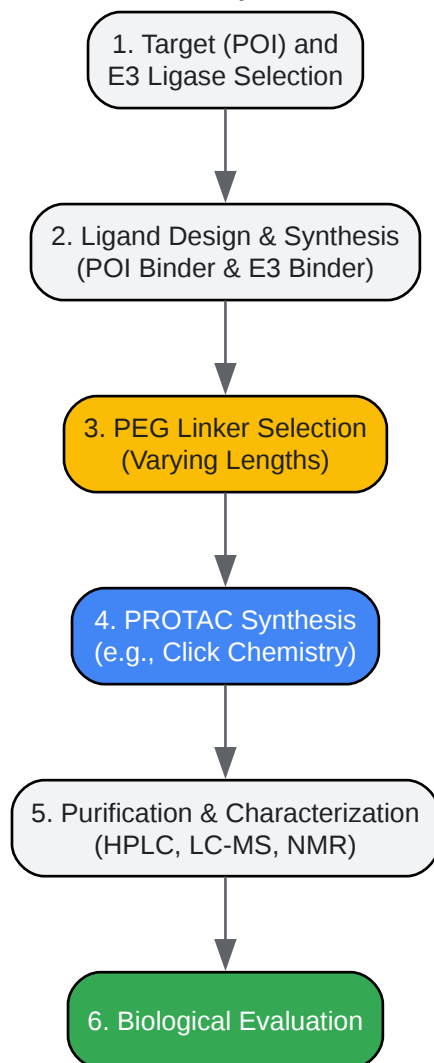 1. Target (POI) and
E3 Ligase Selection
2. Ligand Design & Synthesis
(POI Binder & E3 Binder)
3. PEG Linker Selection
(Varying Lengths)
4. PROTAC Synthesis
(e.g., Click Chemistry)
5. Purification & Characterization
(HPLC, LC-MS, NMR)
6. Biological Evaluation